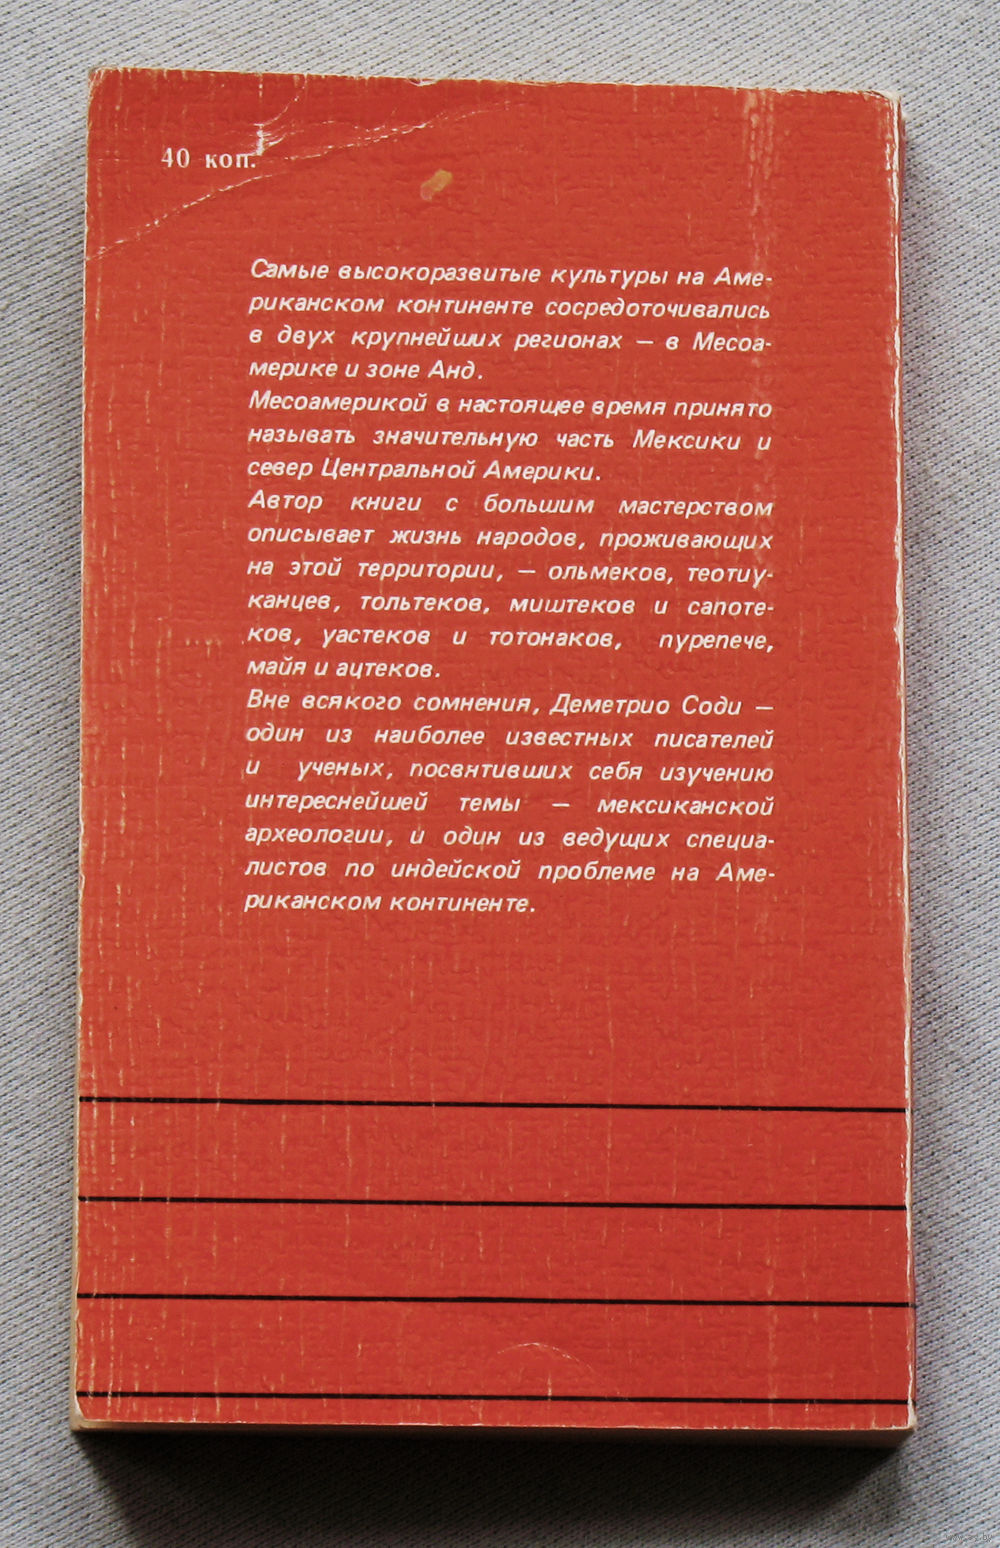 40 коп.
Самые высокоразвитые культуры на Аме-
риканском континенте сосредоточивались
в двух крупнейших регионах — в Месоа-
мерике и зоне Анд.
Месоамерикой в настоящее время принято
называть значительную часть Мексики и
север Центральной Америки.
Автор книги с большим мастерством
описывает жизнь народов, проживающих
на этой территории, — ольмеков, теотиу-
канцев, тольтеков, миштеков и сапоте-
ков, уастеков и тотонаков, пурепече,
майя и ацтеков.
Вне всякого сомнения, Деметрио Соди —
один из наиболее известных писателей
и ученых, посвятивших себя изучению
интереснейшей темы — мексиканской
археологии, и один из ведущих специа-
листов по индейской проблеме на Аме-
риканском континенте.